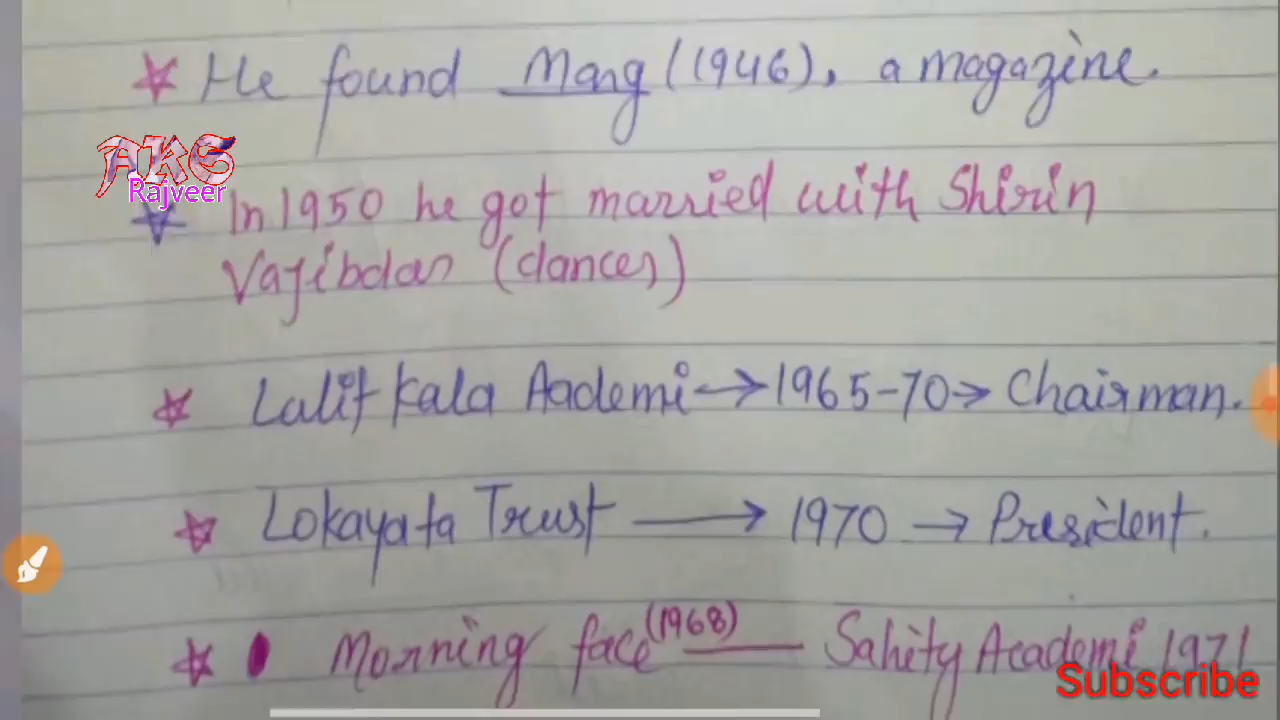 He found Marg (1946), a magazine.
AKS
Rajveer
In 1950 he got married with Shirin
Vajibdar (dancer)
Lalit Kala Aademi → 1965-70 → Chairman.
Lokayata Trust → 1970 → President.
Morning face (1968) — Sahity Academi 1971
Subscribe